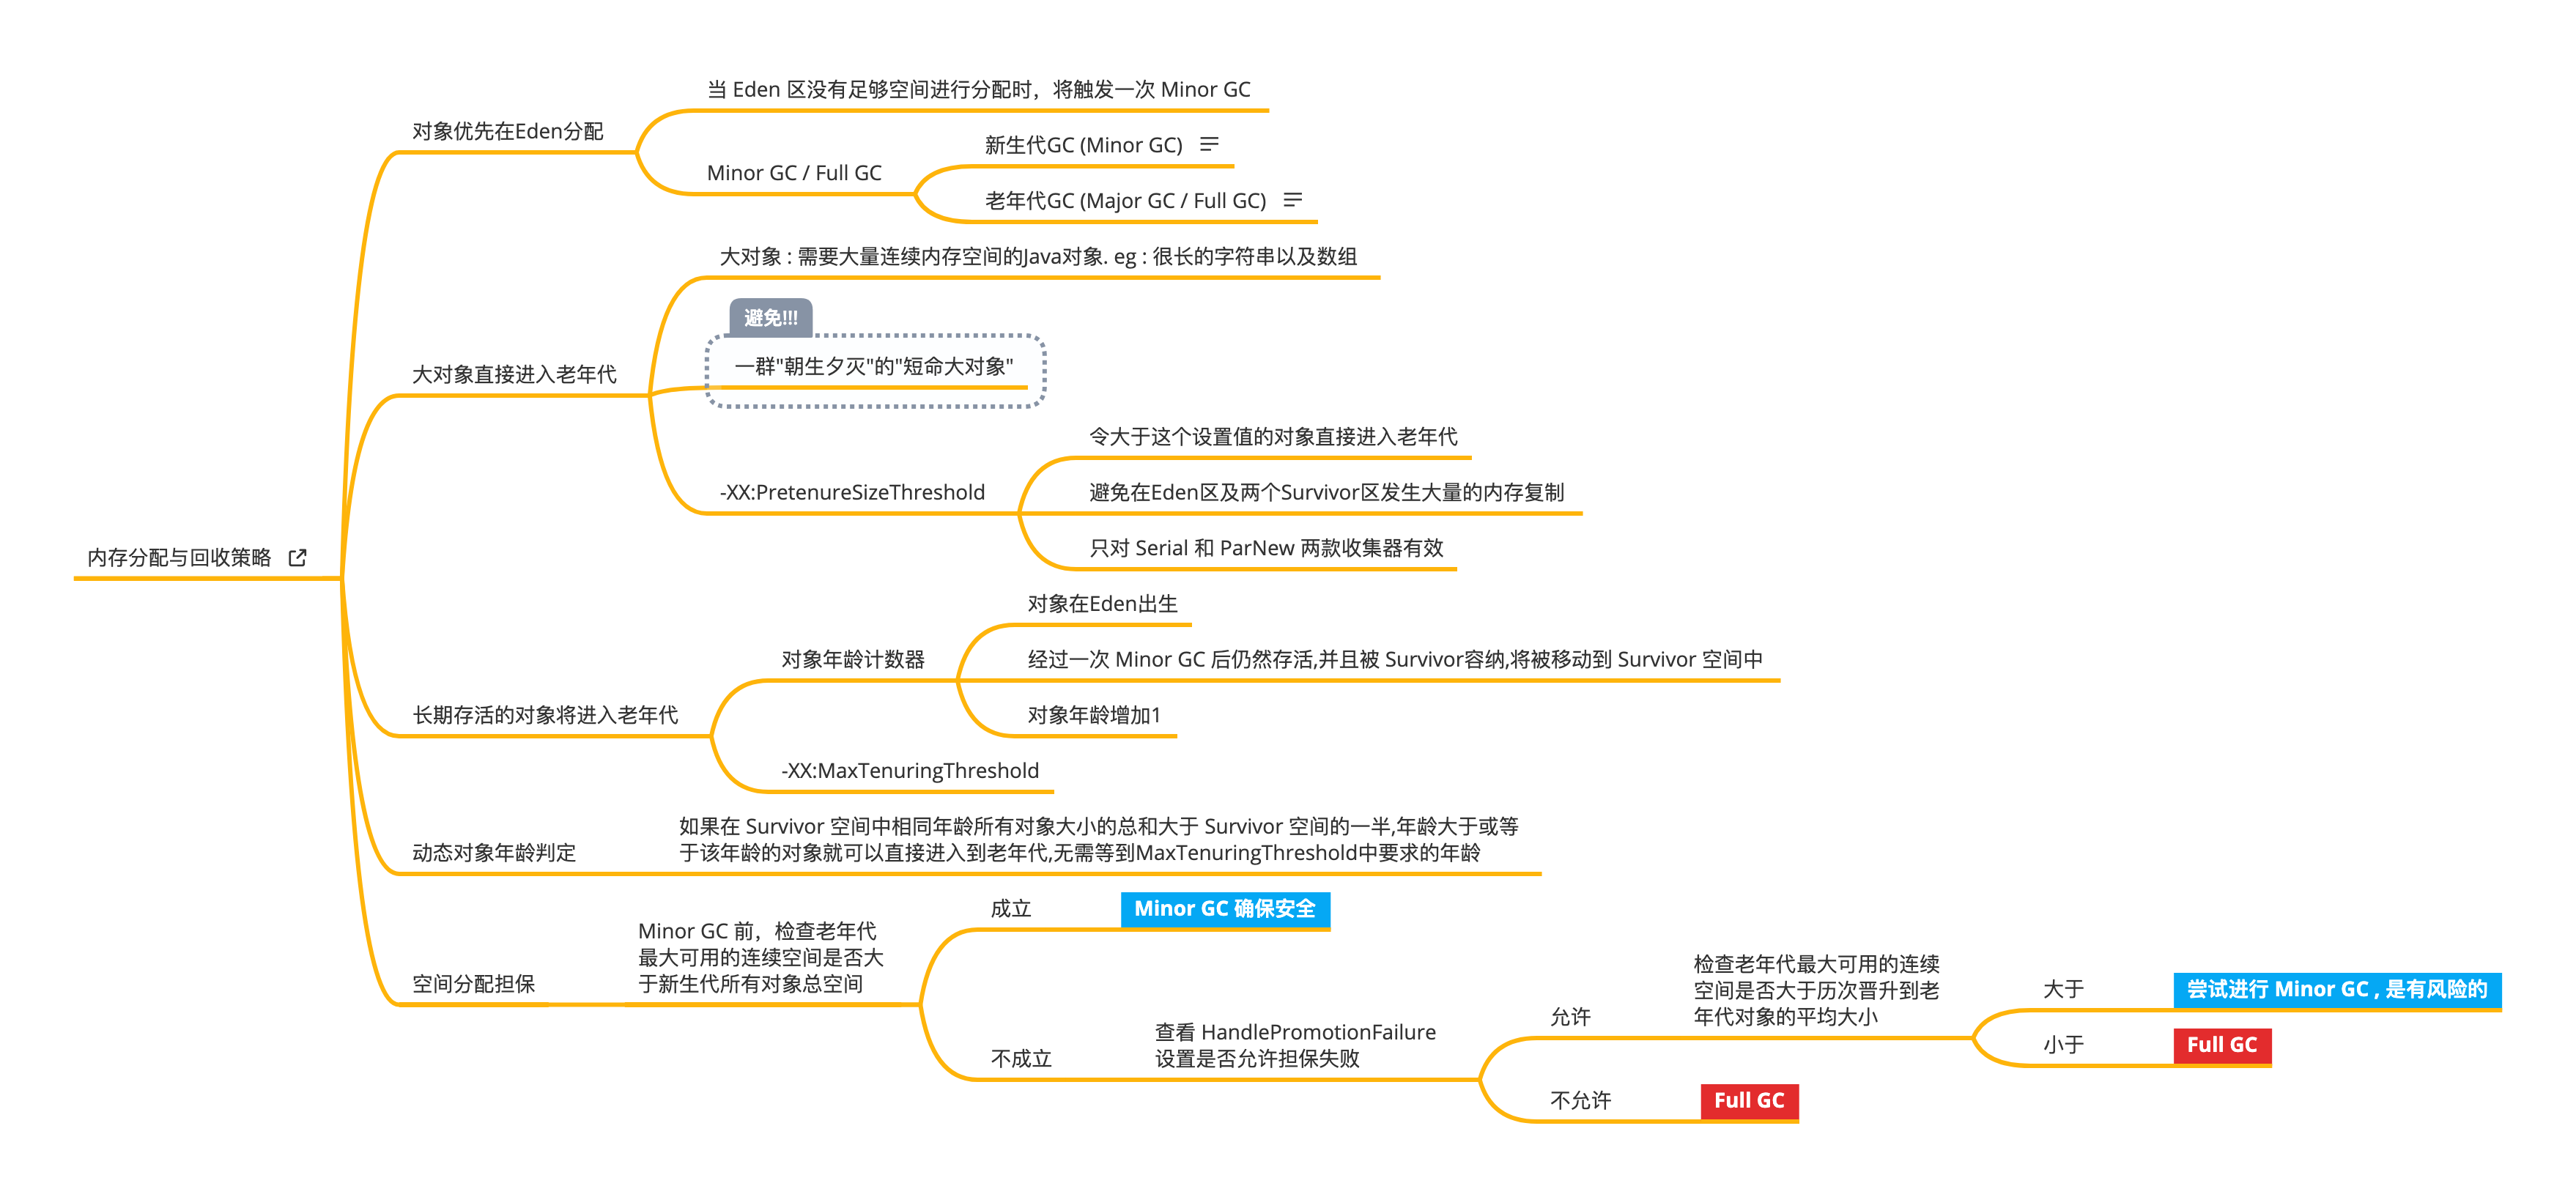 内存分配与回收策略
对象优先在Eden分配
当 Eden 区没有足够空间进行分配时，将触发一次 Minor GC
Minor GC / Full GC
新生代GC (Minor GC)
老年代GC (Major GC / Full GC)
大对象直接进入老年代
大对象 : 需要大量连续内存空间的Java对象. eg : 很长的字符串以及数组
避免!!!
一群"朝生夕灭"的"短命大对象"
-XX:PretenureSizeThreshold
令大于这个设置值的对象直接进入老年代
避免在Eden区及两个Survivor区发生大量的内存复制
只对 Serial 和 ParNew 两款收集器有效
长期存活的对象将进入老年代
对象年龄计数器
对象在Eden出生
经过一次 Minor GC 后仍然存活,并且被 Survivor容纳,将被移动到 Survivor 空间中
对象年龄增加1
-XX:MaxTenuringThreshold
动态对象年龄判定
如果在 Survivor 空间中相同年龄所有对象大小的总和大于 Survivor 空间的一半,年龄大于或等
于该年龄的对象就可以直接进入到老年代,无需等到MaxTenuringThreshold中要求的年龄
空间分配担保
Minor GC 前，检查老年代
最大可用的连续空间是否大
于新生代所有对象总空间
成立
Minor GC 确保安全
不成立
查看 HandlePromotionFailure
设置是否允许担保失败
允许
检查老年代最大可用的连续
空间是否大于历次晋升到老
年代对象的平均大小
大于
尝试进行 Minor GC , 是有风险的
小于
Full GC
不允许
Full GC